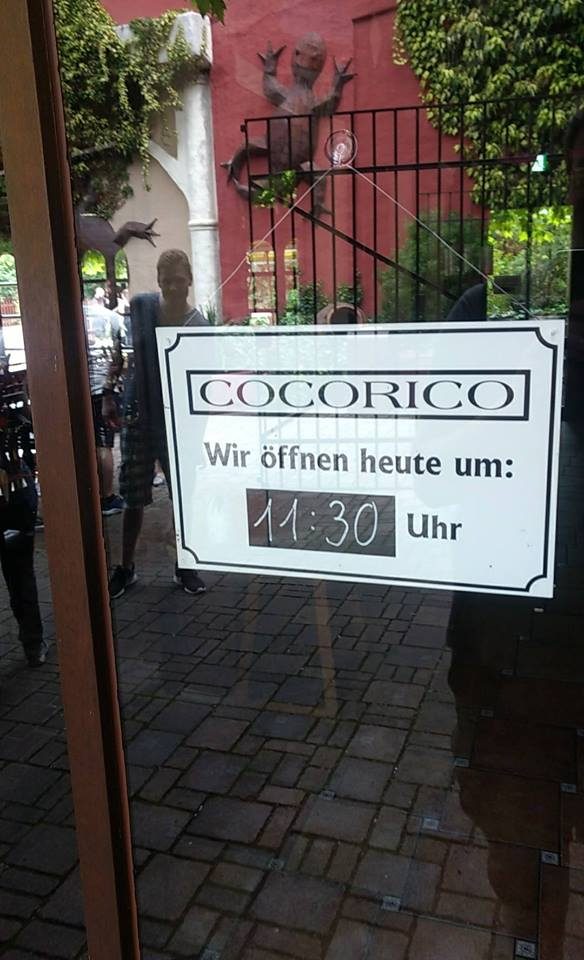 COCORICO
Wir öffnen heute um:
11:30 Uhr